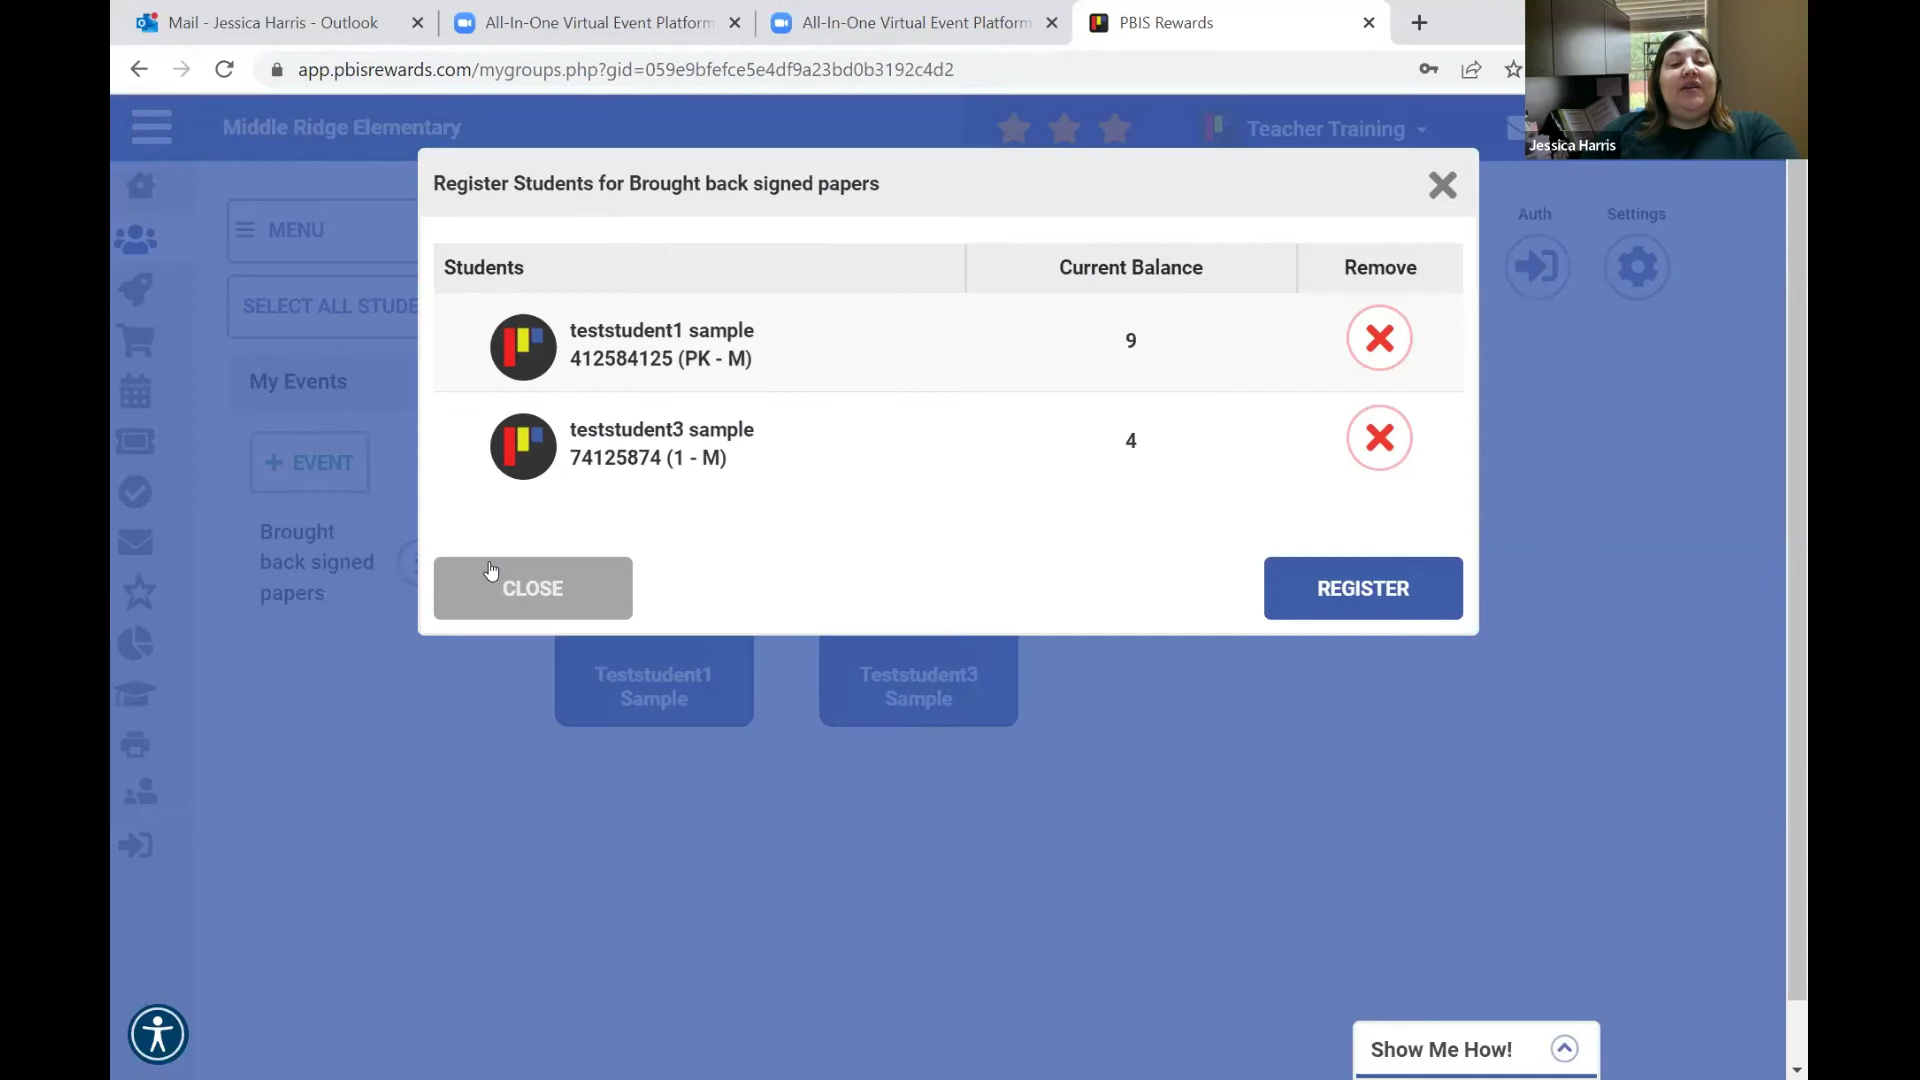 Mail - Jessica Harris - Outlook
All-In-One Virtual Event Platform
All-In-One Virtual Event Platform
PBIS Rewards
app.pbisrewards.com/mygroups.php?gid=059e9bfefce5e4df9a23bd0b3192c4d2
Jessica Harris
Middle Ridge Elementary
Teacher Training
Register Students for Brought back signed papers
MENU
Auth
Settings
Students
Current Balance
Remove
SELECT ALL STUDE
teststudent1 sample
412584125 (PK - M)
9
My Events
teststudent3 sample
74125874 (1 - M)
4
+ EVENT
Brought
back signed
papers
CLOSE
REGISTER
Teststudent1
Sample
Teststudent3
Sample
Show Me How!